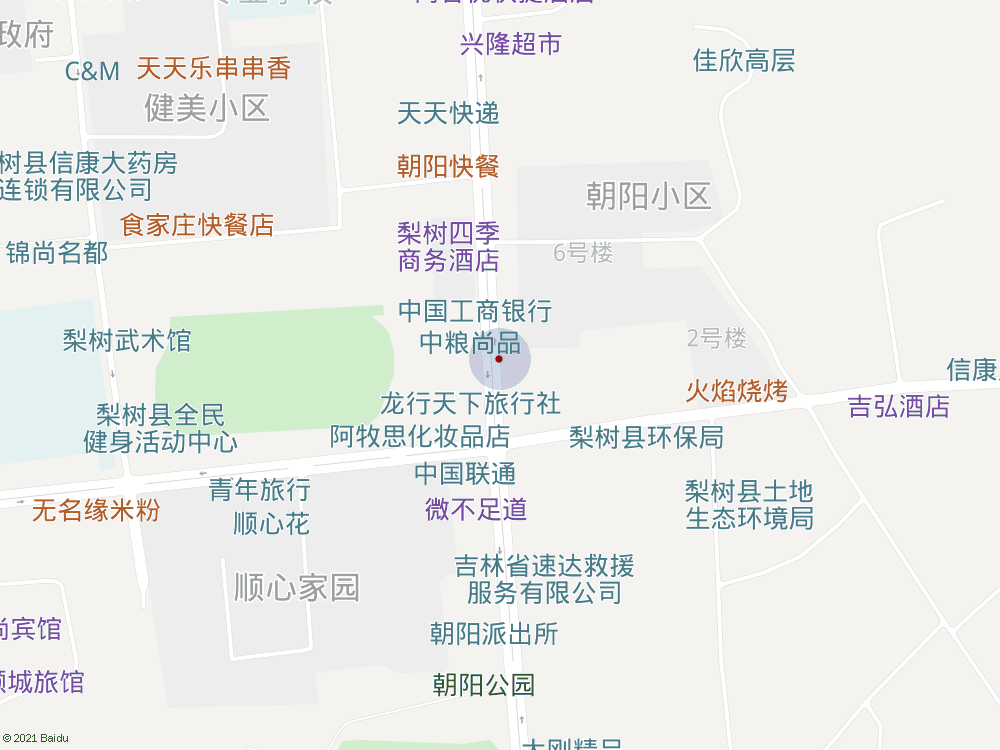 政府
兴隆超市
C&M
天天乐串串香
佳欣高层
健美小区
天天快递
树县信康大药房
连锁有限公司
朝阳快餐
朝阳小区
食家庄快餐店
梨树四季
商务酒店
锦尚名都
6号楼
中国工商银行
梨树武术馆
中粮尚品
2号楼
信康
火焰烧烤
龙行天下旅行社
吉弘酒店
梨树县全民
健身活动中心
阿牧思化妆品店
梨树县环保局
中国联通
青年旅行
梨树县土地
生态环境局
无名缘米粉
微不足道
顺心花
吉林省速达救援
服务有限公司
顺心家园
尚宾馆
朝阳派出所
城旅馆
朝阳公园
© 2021 Baidu